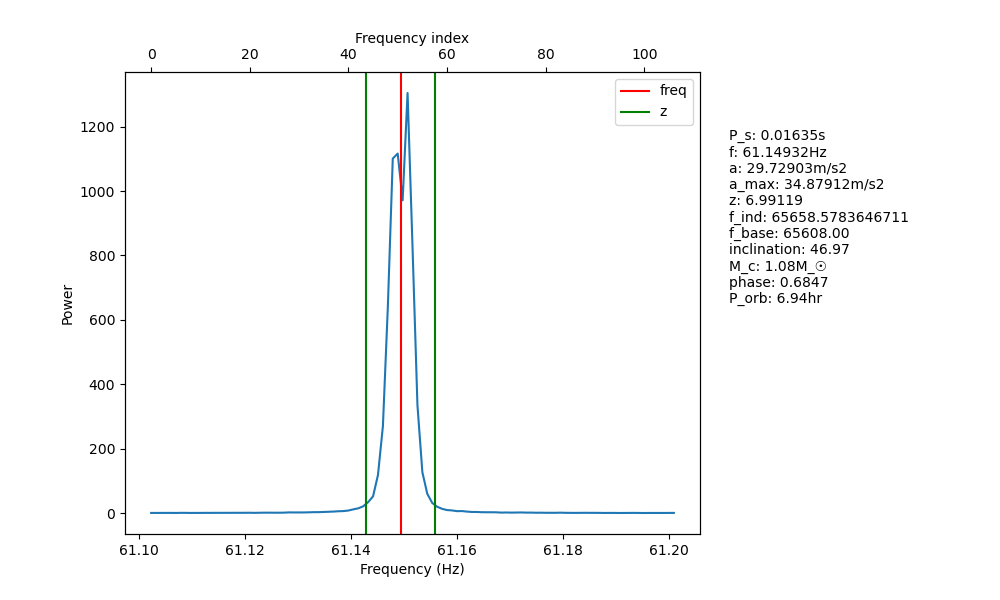 Frequency index
0 20 40 60 80 100
freq
z
1200
1000
800
600
400
200
0
Power
61.10 61.12 61.14 61.16 61.18 61.20
Frequency (Hz)
P_s: 0.01635s
f: 61.14932Hz
a: 29.72903m/s2
a_max: 34.87912m/s2
z: 6.99119
f_ind: 65658.5783646711
f_base: 65608.00
inclination: 46.97
M_c: 1.08M_☉
phase: 0.6847
P_orb: 6.94hr